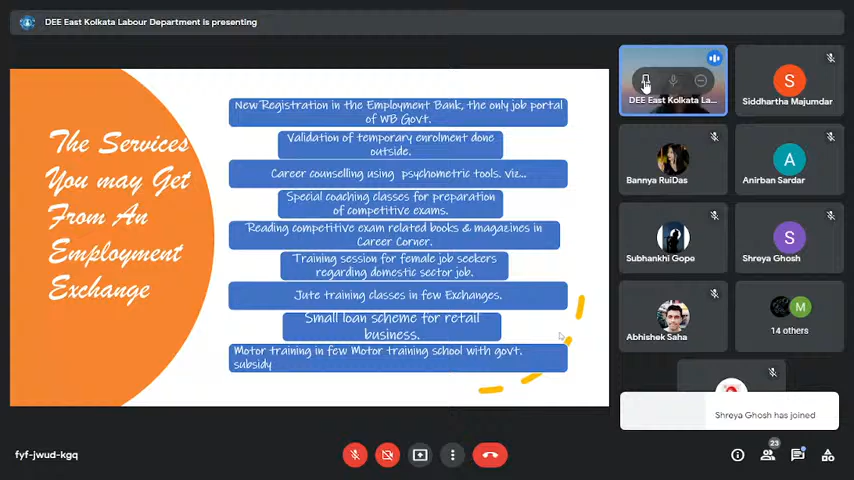 DEE East Kolkata Labour Department is presenting
The Services
You may Get
From An
Employment
Exchange
New Registration in the Employment Bank, the only job portal
of WB Govt.
Validation of temporary enrolment done
outside.
Career counselling using psychometric tools. viz...
Special coaching classes for preparation
of competitive exams.
Reading competitive exam related books & magazines in
Career Corner.
Training session for female job seekers
regarding domestic sector job.
Jute training classes in few Exchanges.
Small loan scheme for retail
business.
Motor training in few Motor training school with govt.
subsidy
DEE East Kolkata La...
S
Siddhartha Majumdar
Bannya RuiDas
A
Anirban Sardar
Subhankhi Gope
S
Shreya Ghosh
Abhishek Saha
M
14 others
Shreya Ghosh has joined
fyf-jwud-kgq
23